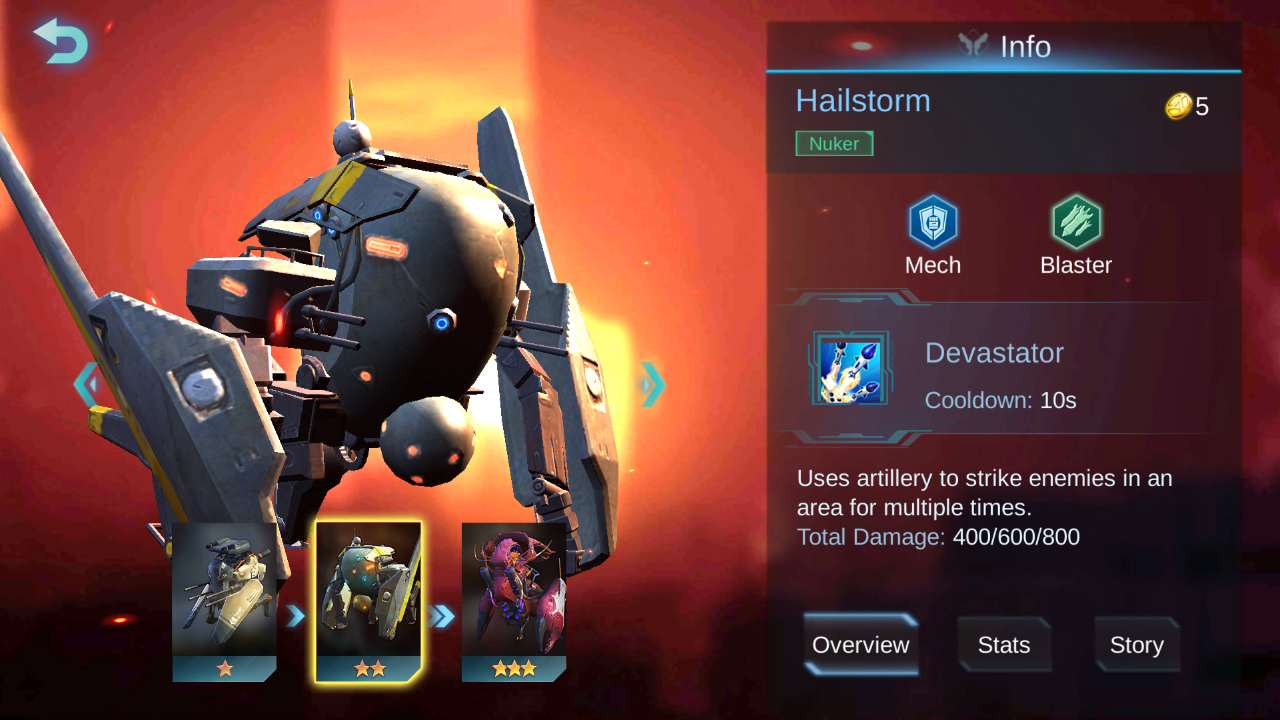 Info
Hailstorm
5
Nuker
Mech
Blaster
Devastator
Cooldown: 10s
Uses artillery to strike enemies in an
area for multiple times.
Total Damage: 400/600/800
Overview
Stats
Story